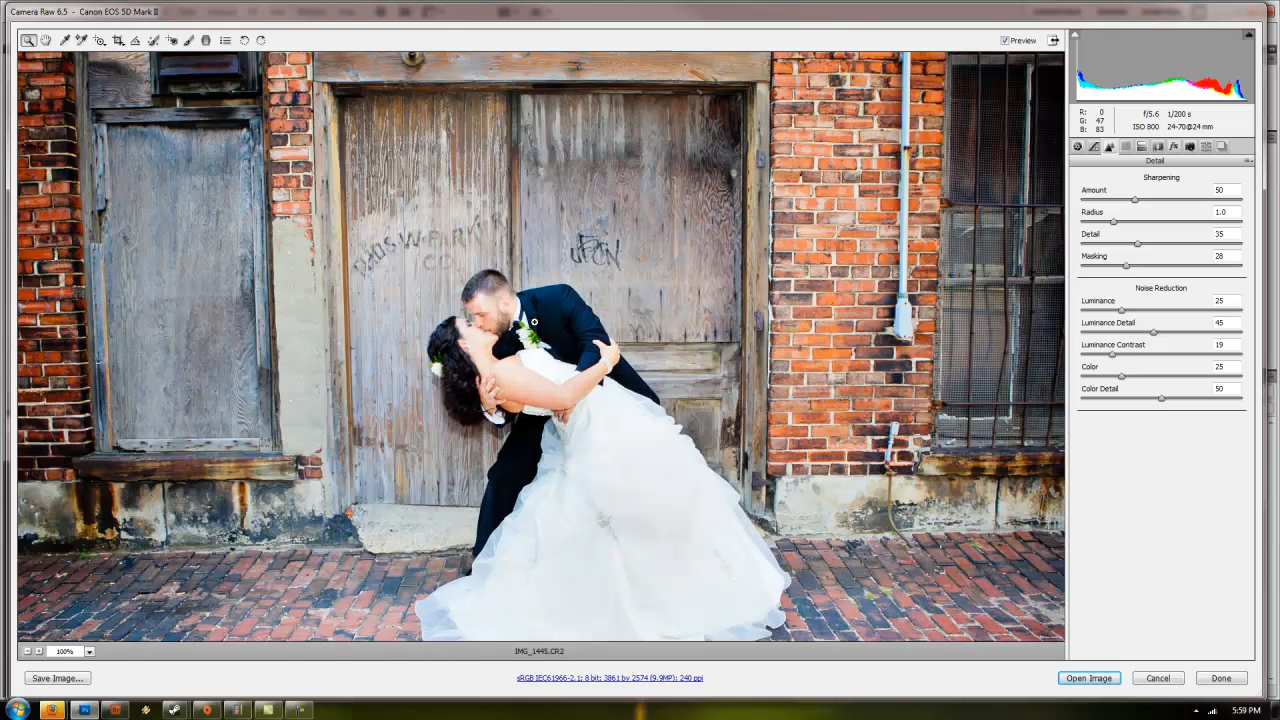 Camera Raw 6.5 - Canon EOS 5D Mark II
Preview
R: 0
G: 47
B: 83
f/5.6 1/200 s
ISO 800 24-70@24 mm
Detail
Sharpening
Amount 50
Radius 1.0
Detail 35
Masking 28
Noise Reduction
Luminance 25
Luminance Detail 45
Luminance Contrast 19
Color 25
Color Detail 50
100%
IMG_1445.CR2
Save Image...
sRGB IEC61966-2.1; 8 bit; 3861 by 2574 (9.9MP); 240 ppi
Open Image
Cancel
Done
Ps
Br
5:59 PM